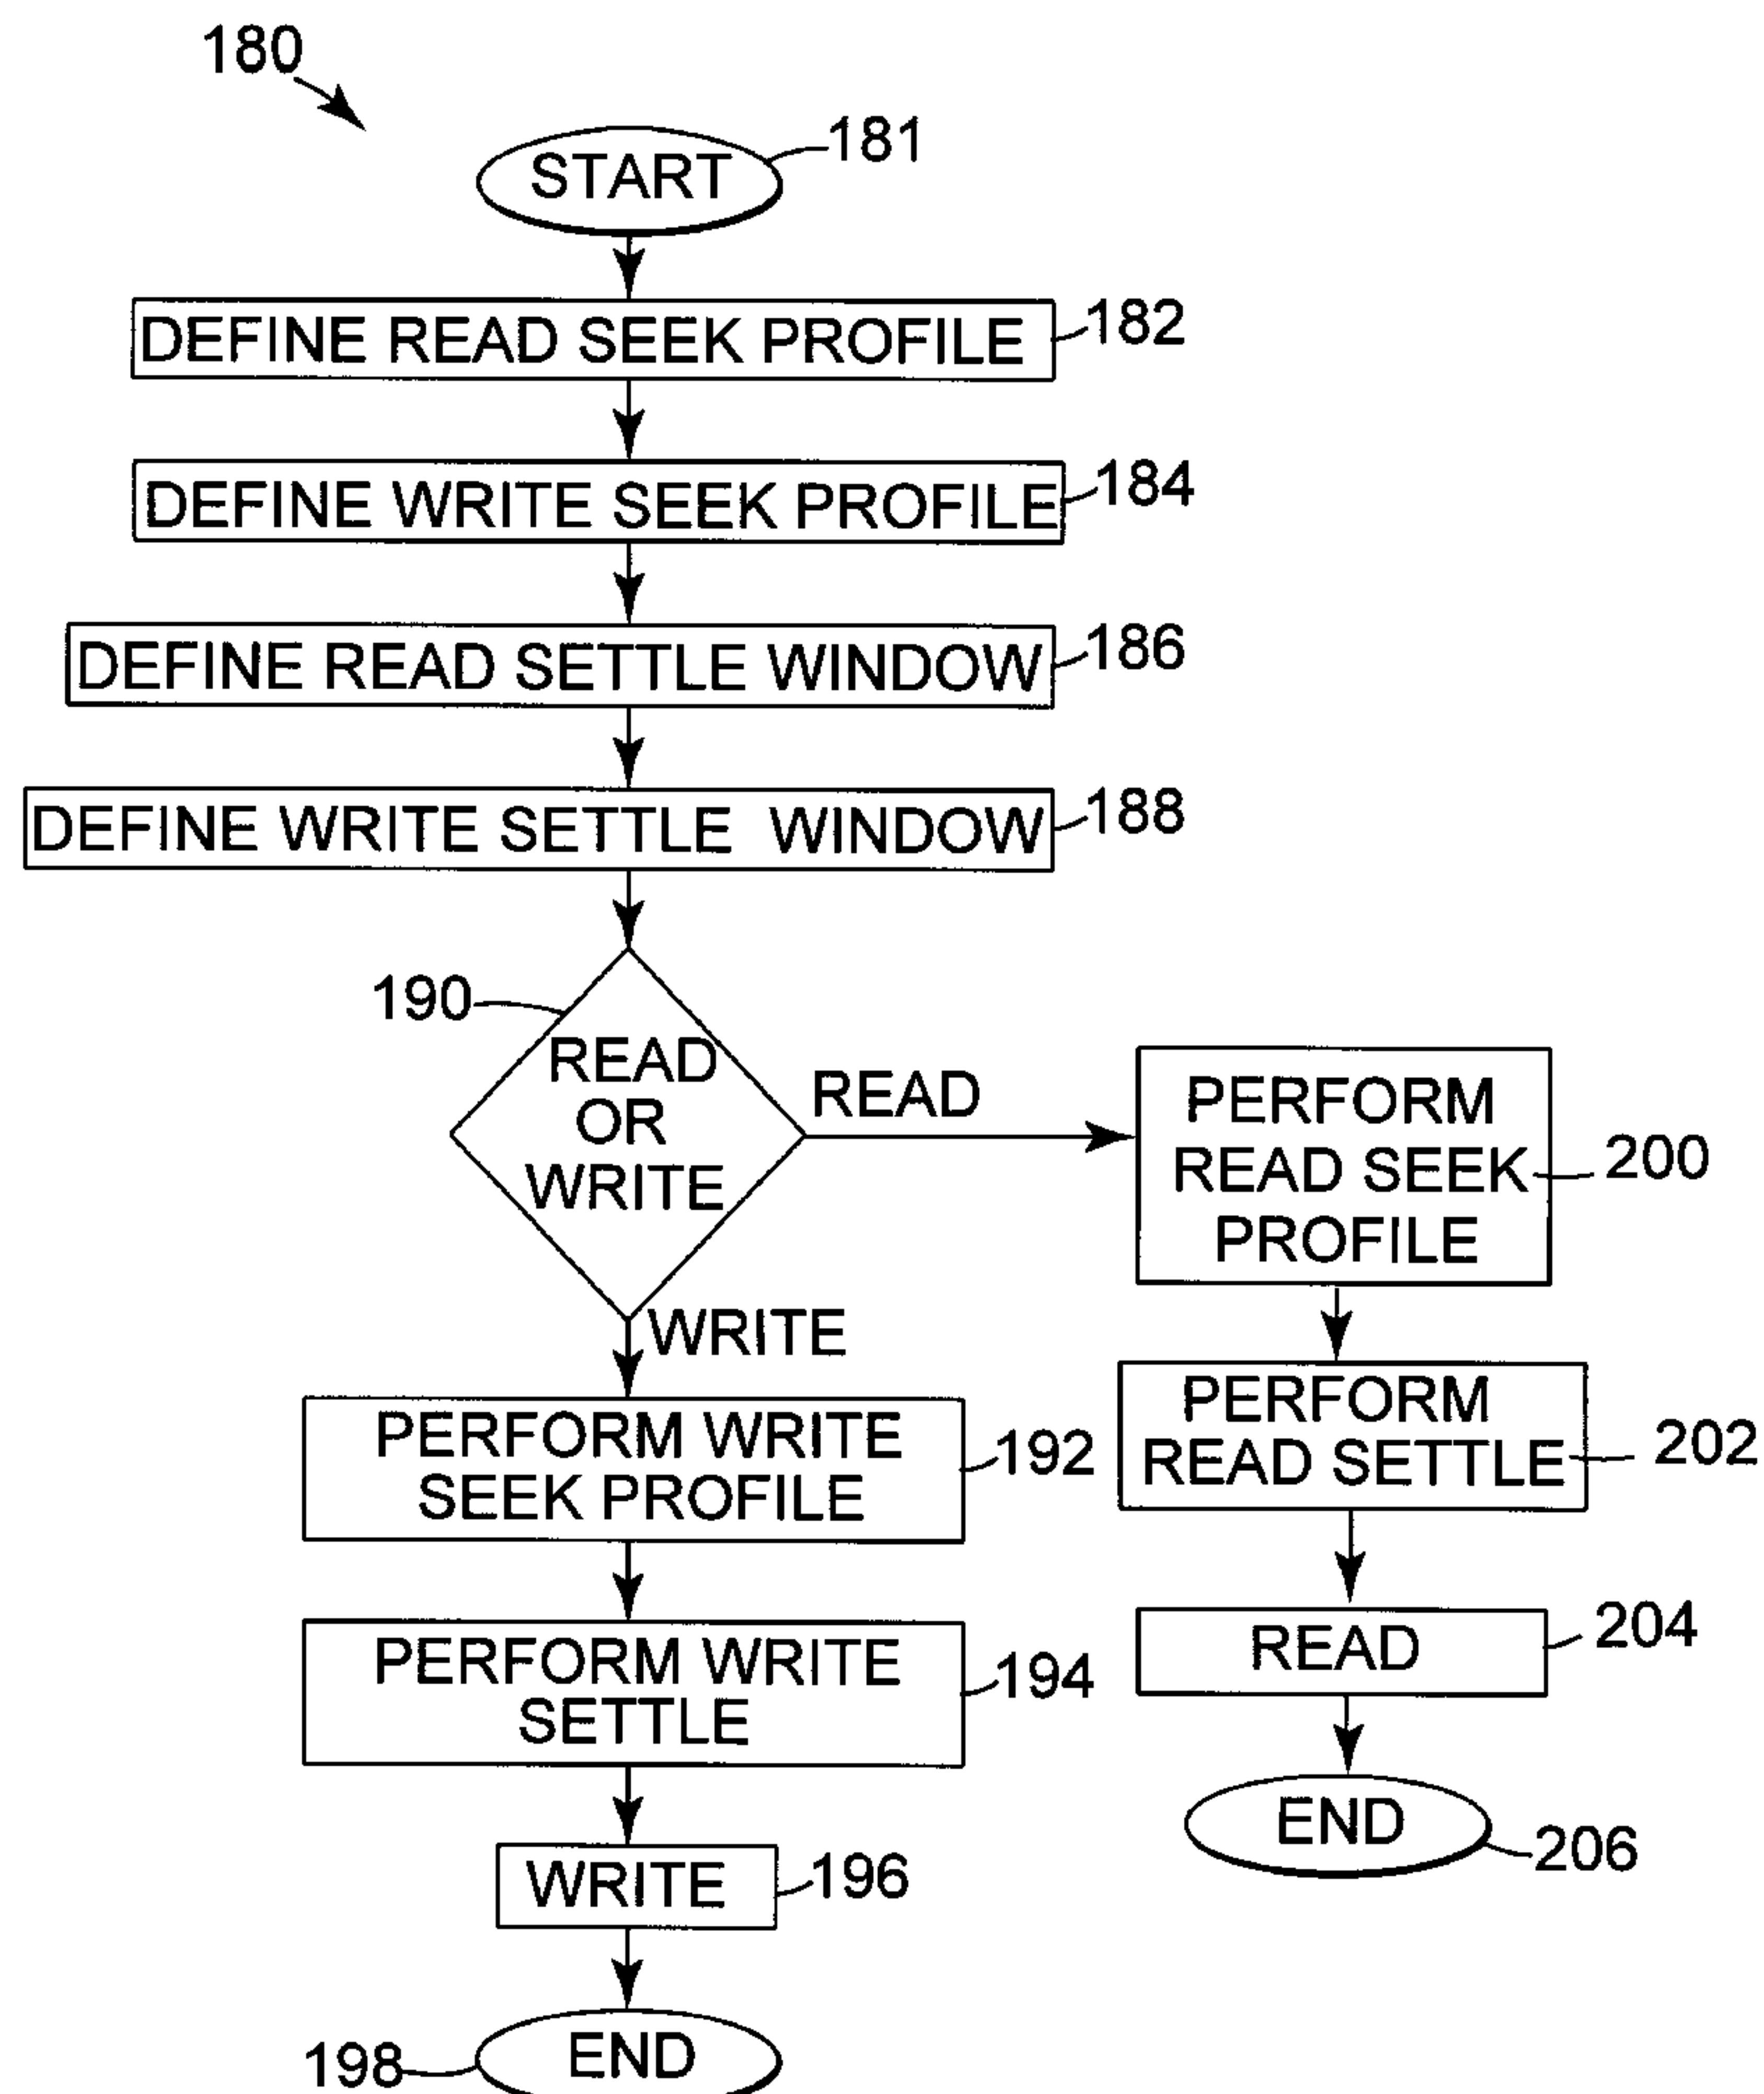 180
START
181
DEFINE READ SEEK PROFILE
182
DEFINE WRITE SEEK PROFILE
184
DEFINE READ SETTLE WINDOW
186
DEFINE WRITE SETTLE WINDOW
188
190
READ
OR
WRITE
READ
WRITE
PERFORM
READ SEEK
PROFILE
200
PERFORM
READ SETTLE
202
READ
204
END
206
PERFORM WRITE
SEEK PROFILE
192
PERFORM WRITE
SETTLE
194
WRITE
196
END
198